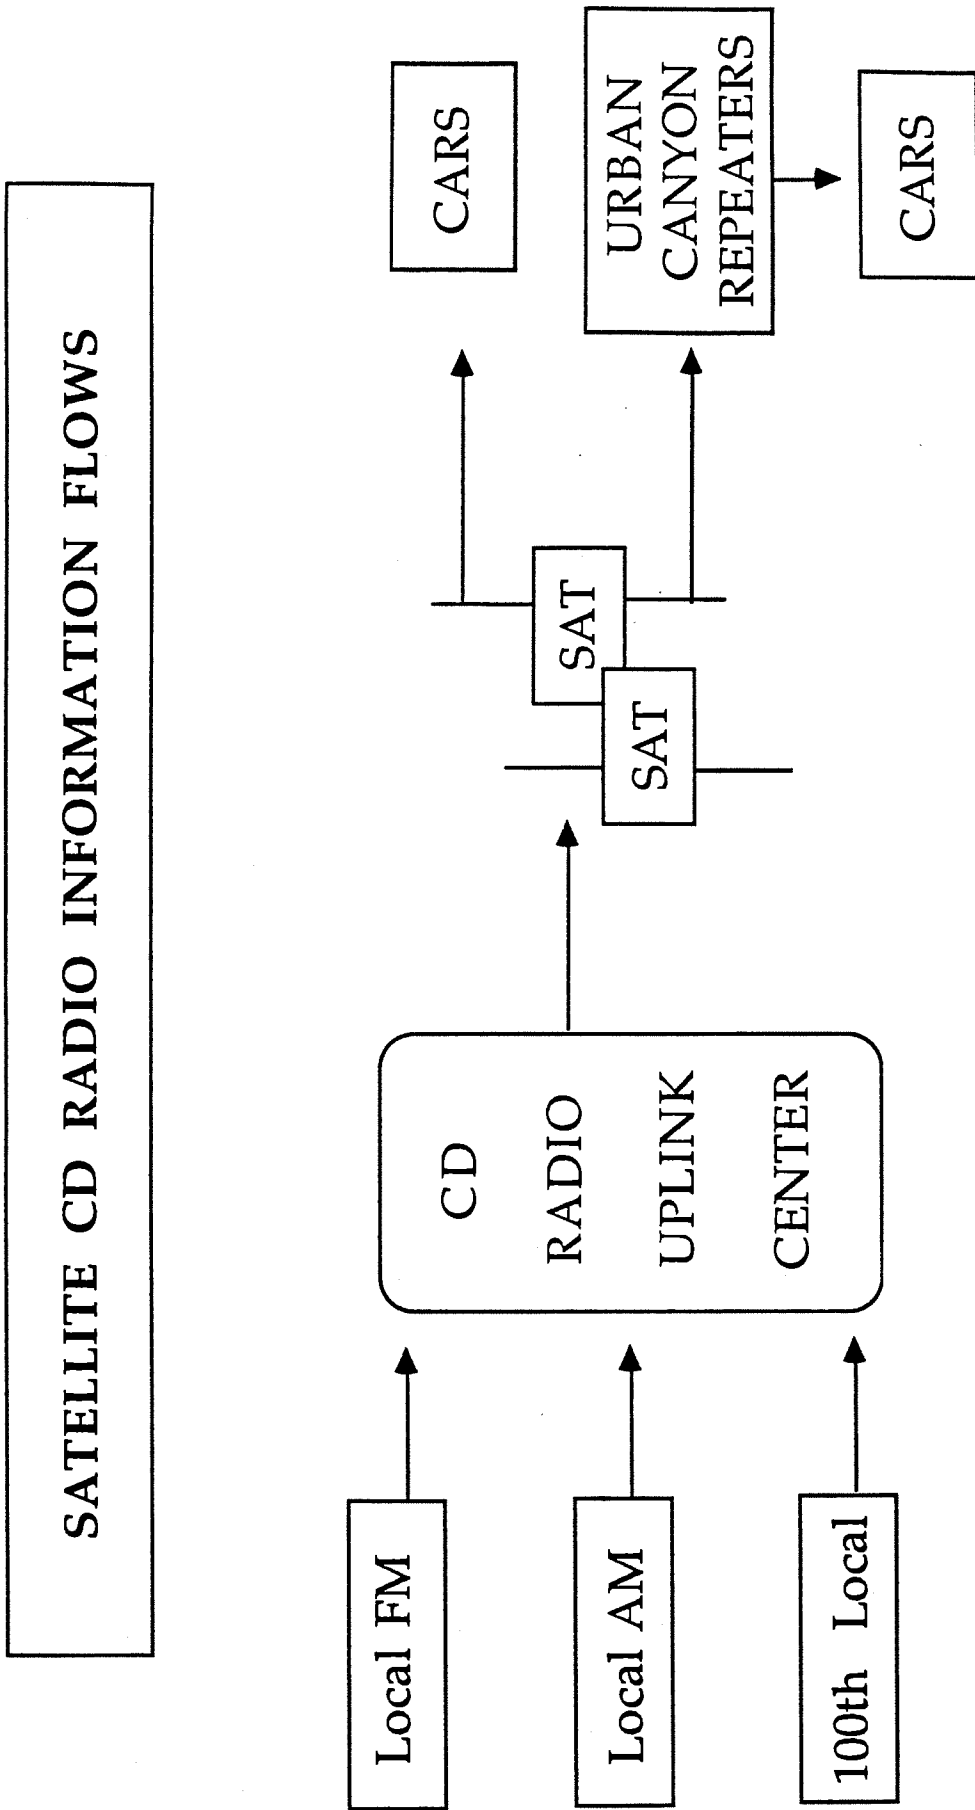 SATELLITE CD RADIO INFORMATION FLOWS
Local FM
Local AM
100th Local
CD
RADIO
UPLINK
CENTER
SAT
SAT
CARS
URBAN
CANYON
REPEATERS
CARS